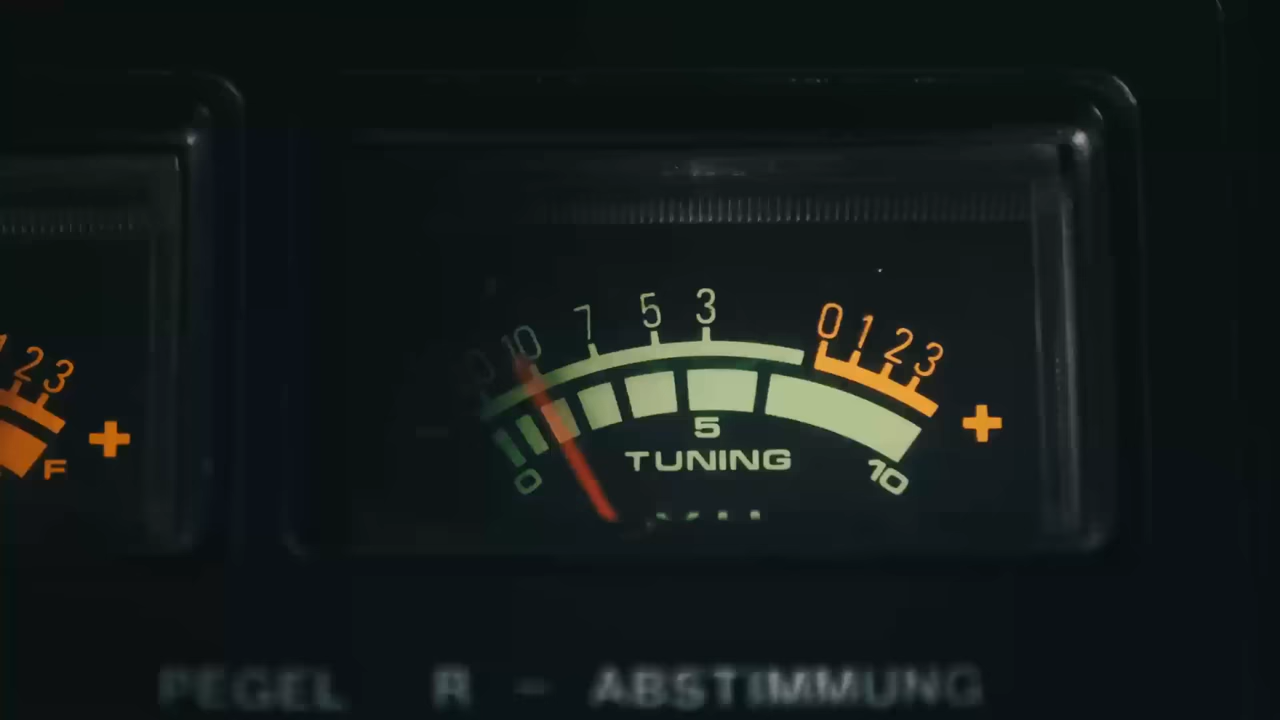 10 7 5 3 0 1 2 3
2 3
+ +
F
5
TUNING
0 10
PEGEL R - ABSTIMMUNG